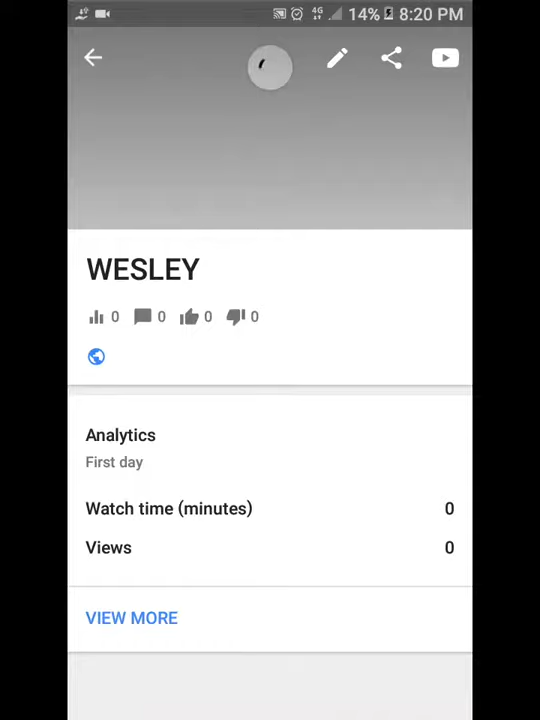 4G 14% 8:20 PM
WESLEY
0 0 0 0
Analytics
First day
Watch time (minutes) 0
Views 0
VIEW MORE